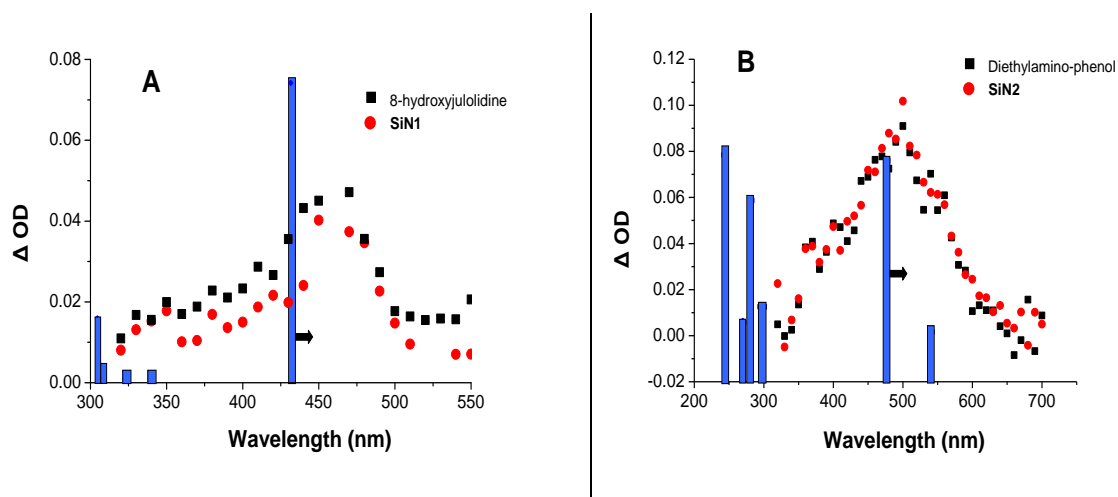 A
8-hydroxyjulolidine
SiN1
0.08
0.06
0.04
0.02
0.00
Δ OD
300
350
400
450
500
550
Wavelength (nm)
B
Diethylamino-phenol
SiN2
0.12
0.10
0.08
0.06
0.04
0.02
0.00
-0.02
Δ OD
200
300
400
500
600
700
Wavelength (nm)